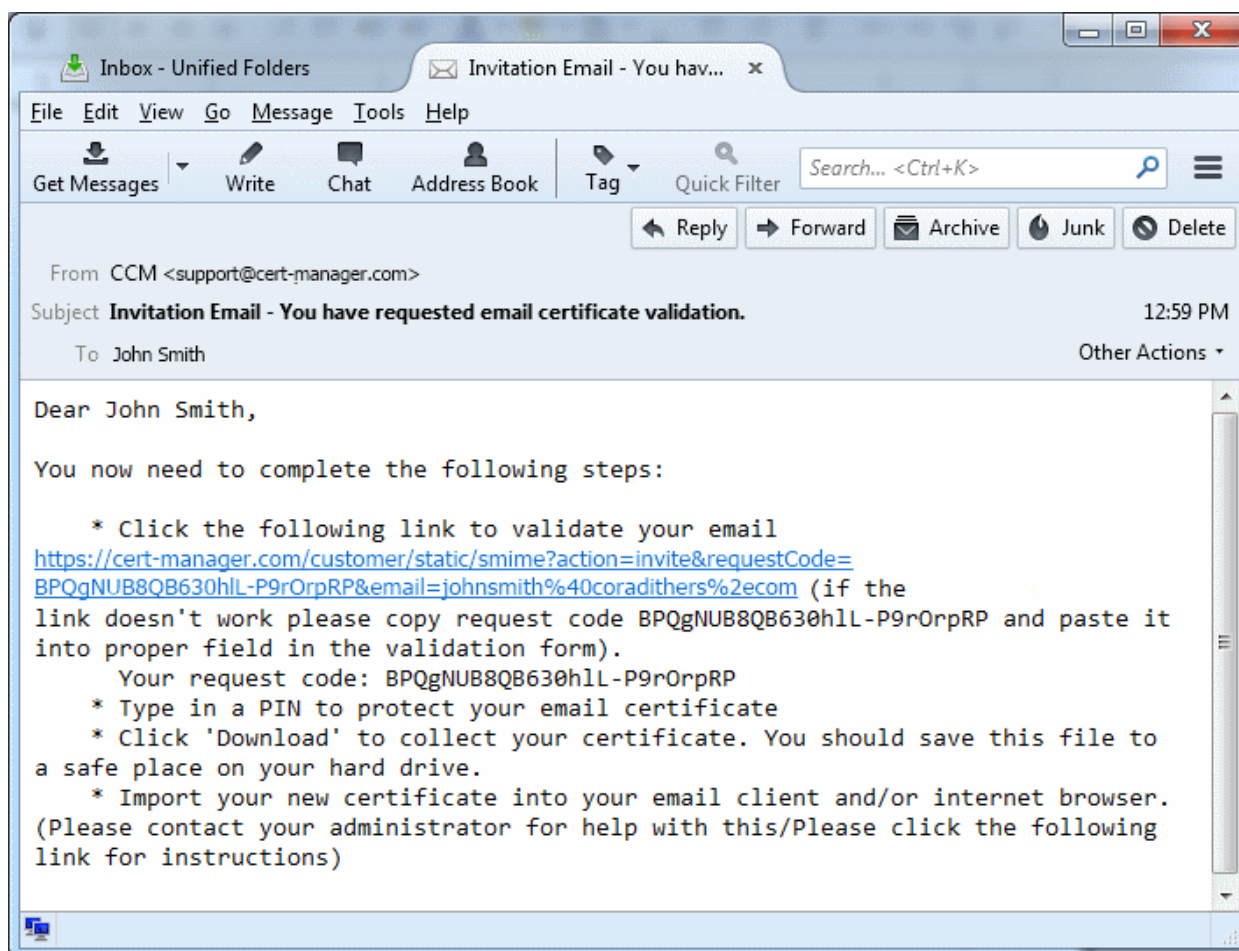 Inbox - Unified Folders
Invitation Email - You hav...
File Edit View Go Message Tools Help
Get Messages Write Chat Address Book Tag Quick Filter Search... <Ctrl+K>
Reply Forward Archive Junk Delete
From CCM <support@cert-manager.com>
Subject Invitation Email - You have requested email certificate validation. 12:59 PM
To John Smith Other Actions
Dear John Smith,
You now need to complete the following steps:
* Click the following link to validate your email
https://cert-manager.com/customer/static/smime?action=invite&requestCode=
BPQgNUB8QB630hlL-P9rOrpRP&email=johnsmith%40coradithers%2ecom (if the
link doesn't work please copy request code BPQgNUB8QB630hlL-P9rOrpRP and paste it
into proper field in the validation form).
Your request code: BPQgNUB8QB630hlL-P9rOrpRP
* Type in a PIN to protect your email certificate
* Click 'Download' to collect your certificate. You should save this file to
a safe place on your hard drive.
* Import your new certificate into your email client and/or internet browser.
(Please contact your administrator for help with this/Please click the following
link for instructions)